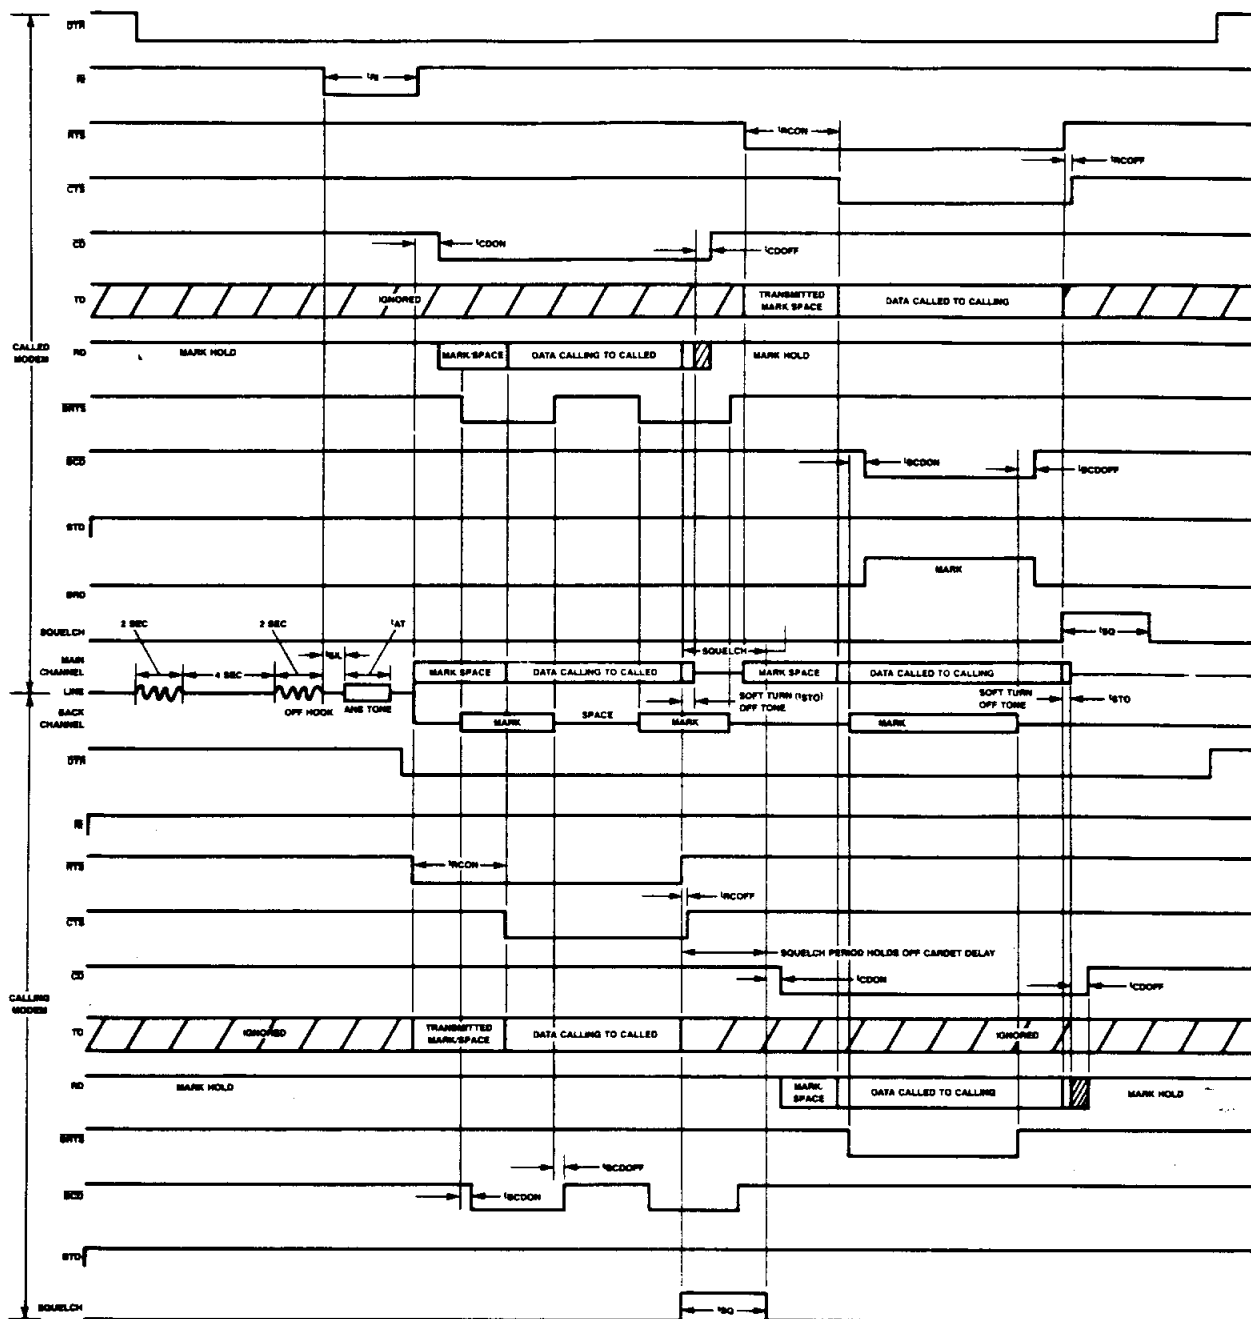 DTR
RI
tRI
RTS
tRCON
tRCOFF
CTS
CD
tCDON
tCDOFF
TD
IGNORED
TRANSMITTED
MARK SPACE
DATA CALLED TO CALLING
CALLED
MODEM
RD
MARK HOLD
MARK/SPACE
DATA CALLING TO CALLED
MARK HOLD
BRTS
BCD
tBCDON
tBCDOFF
BTD
BRD
MARK
SQUELCH
2 SEC
2 SEC
tAT
tSQ
tSIL
SQUELCH
MAIN
CHANNEL
4 SEC
MARK SPACE
DATA CALLING TO CALLED
MARK SPACE
DATA CALLED TO CALLING
LINE
OFF HOOK
ANS TONE
SOFT TURN (tSTO)
OFF TONE
SOFT TURN
OFF TONE
tSTO
BACK
CHANNEL
MARK
SPACE
MARK
MARK
DTR
RI
RTS
tRCON
tRCOFF
CTS
SQUELCH PERIOD HOLDS OFF CARDET DELAY
CD
tCDON
tCDOFF
CALLING
MODEM
TD
IGNORED
TRANSMITTED
MARK/SPACE
DATA CALLING TO CALLED
IGNORED
RD
MARK HOLD
MARK
SPACE
DATA CALLED TO CALLING
MARK HOLD
BRTS
tBCDOFF
BCD
tBCDON
BTD
SQUELCH
tSQ